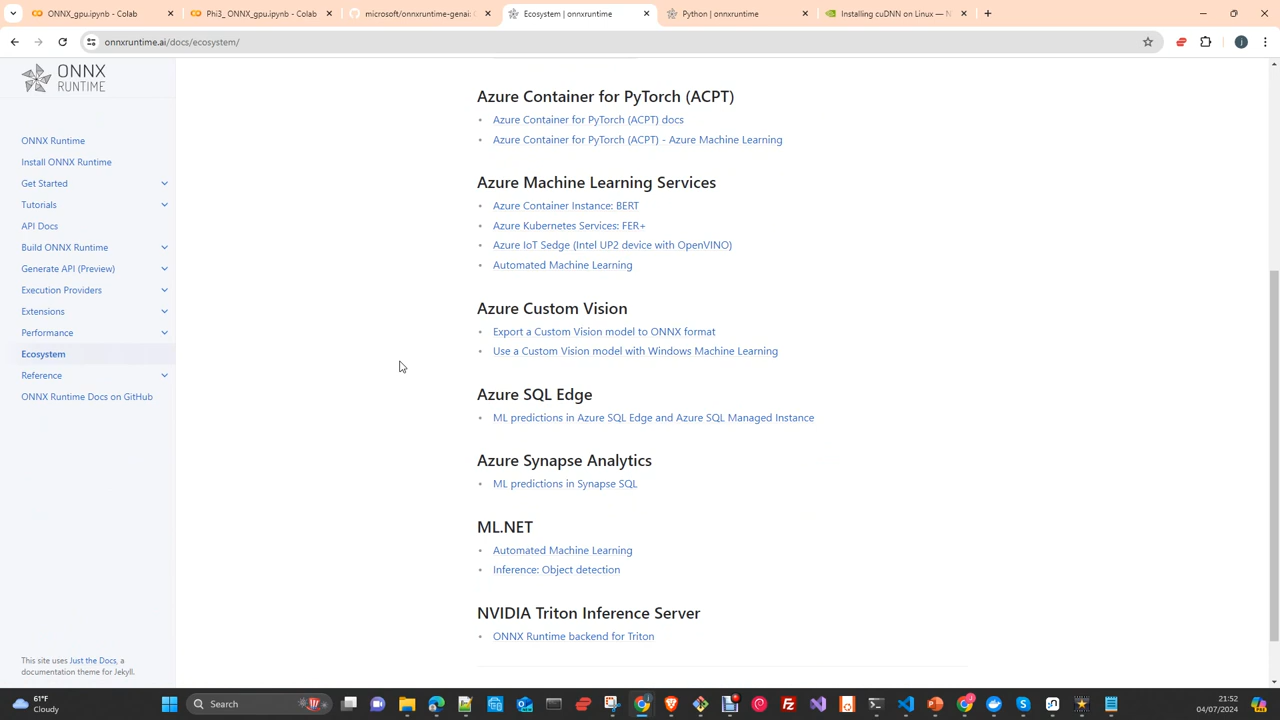 ONNX_gpu.ipynb - Colab
Phi3_ ONNX_gpu.ipynb - Colab
microsoft/onnxruntime-genai:
Ecosystem | onnxruntime
Python | onnxruntime
Installing cuDNN on Linux — N
onnxruntime.ai/docs/ecosystem/
ONNX
RUNTIME
ONNX Runtime
Install ONNX Runtime
Get Started
Tutorials
API Docs
Build ONNX Runtime
Generate API (Preview)
Execution Providers
Extensions
Performance
Ecosystem
Reference
ONNX Runtime Docs on GitHub
This site uses Just the Docs, a
documentation theme for Jekyll.
Azure Container for PyTorch (ACPT)
Azure Container for PyTorch (ACPT) docs
Azure Container for PyTorch (ACPT) - Azure Machine Learning
Azure Machine Learning Services
Azure Container Instance: BERT
Azure Kubernetes Services: FER+
Azure IoT Sedge (Intel UP2 device with OpenVINO)
Automated Machine Learning
Azure Custom Vision
Export a Custom Vision model to ONNX format
Use a Custom Vision model with Windows Machine Learning
Azure SQL Edge
ML predictions in Azure SQL Edge and Azure SQL Managed Instance
Azure Synapse Analytics
ML predictions in Synapse SQL
ML.NET
Automated Machine Learning
Inference: Object detection
NVIDIA Triton Inference Server
ONNX Runtime backend for Triton
61°F
Cloudy
Search
21:52
04/07/2024